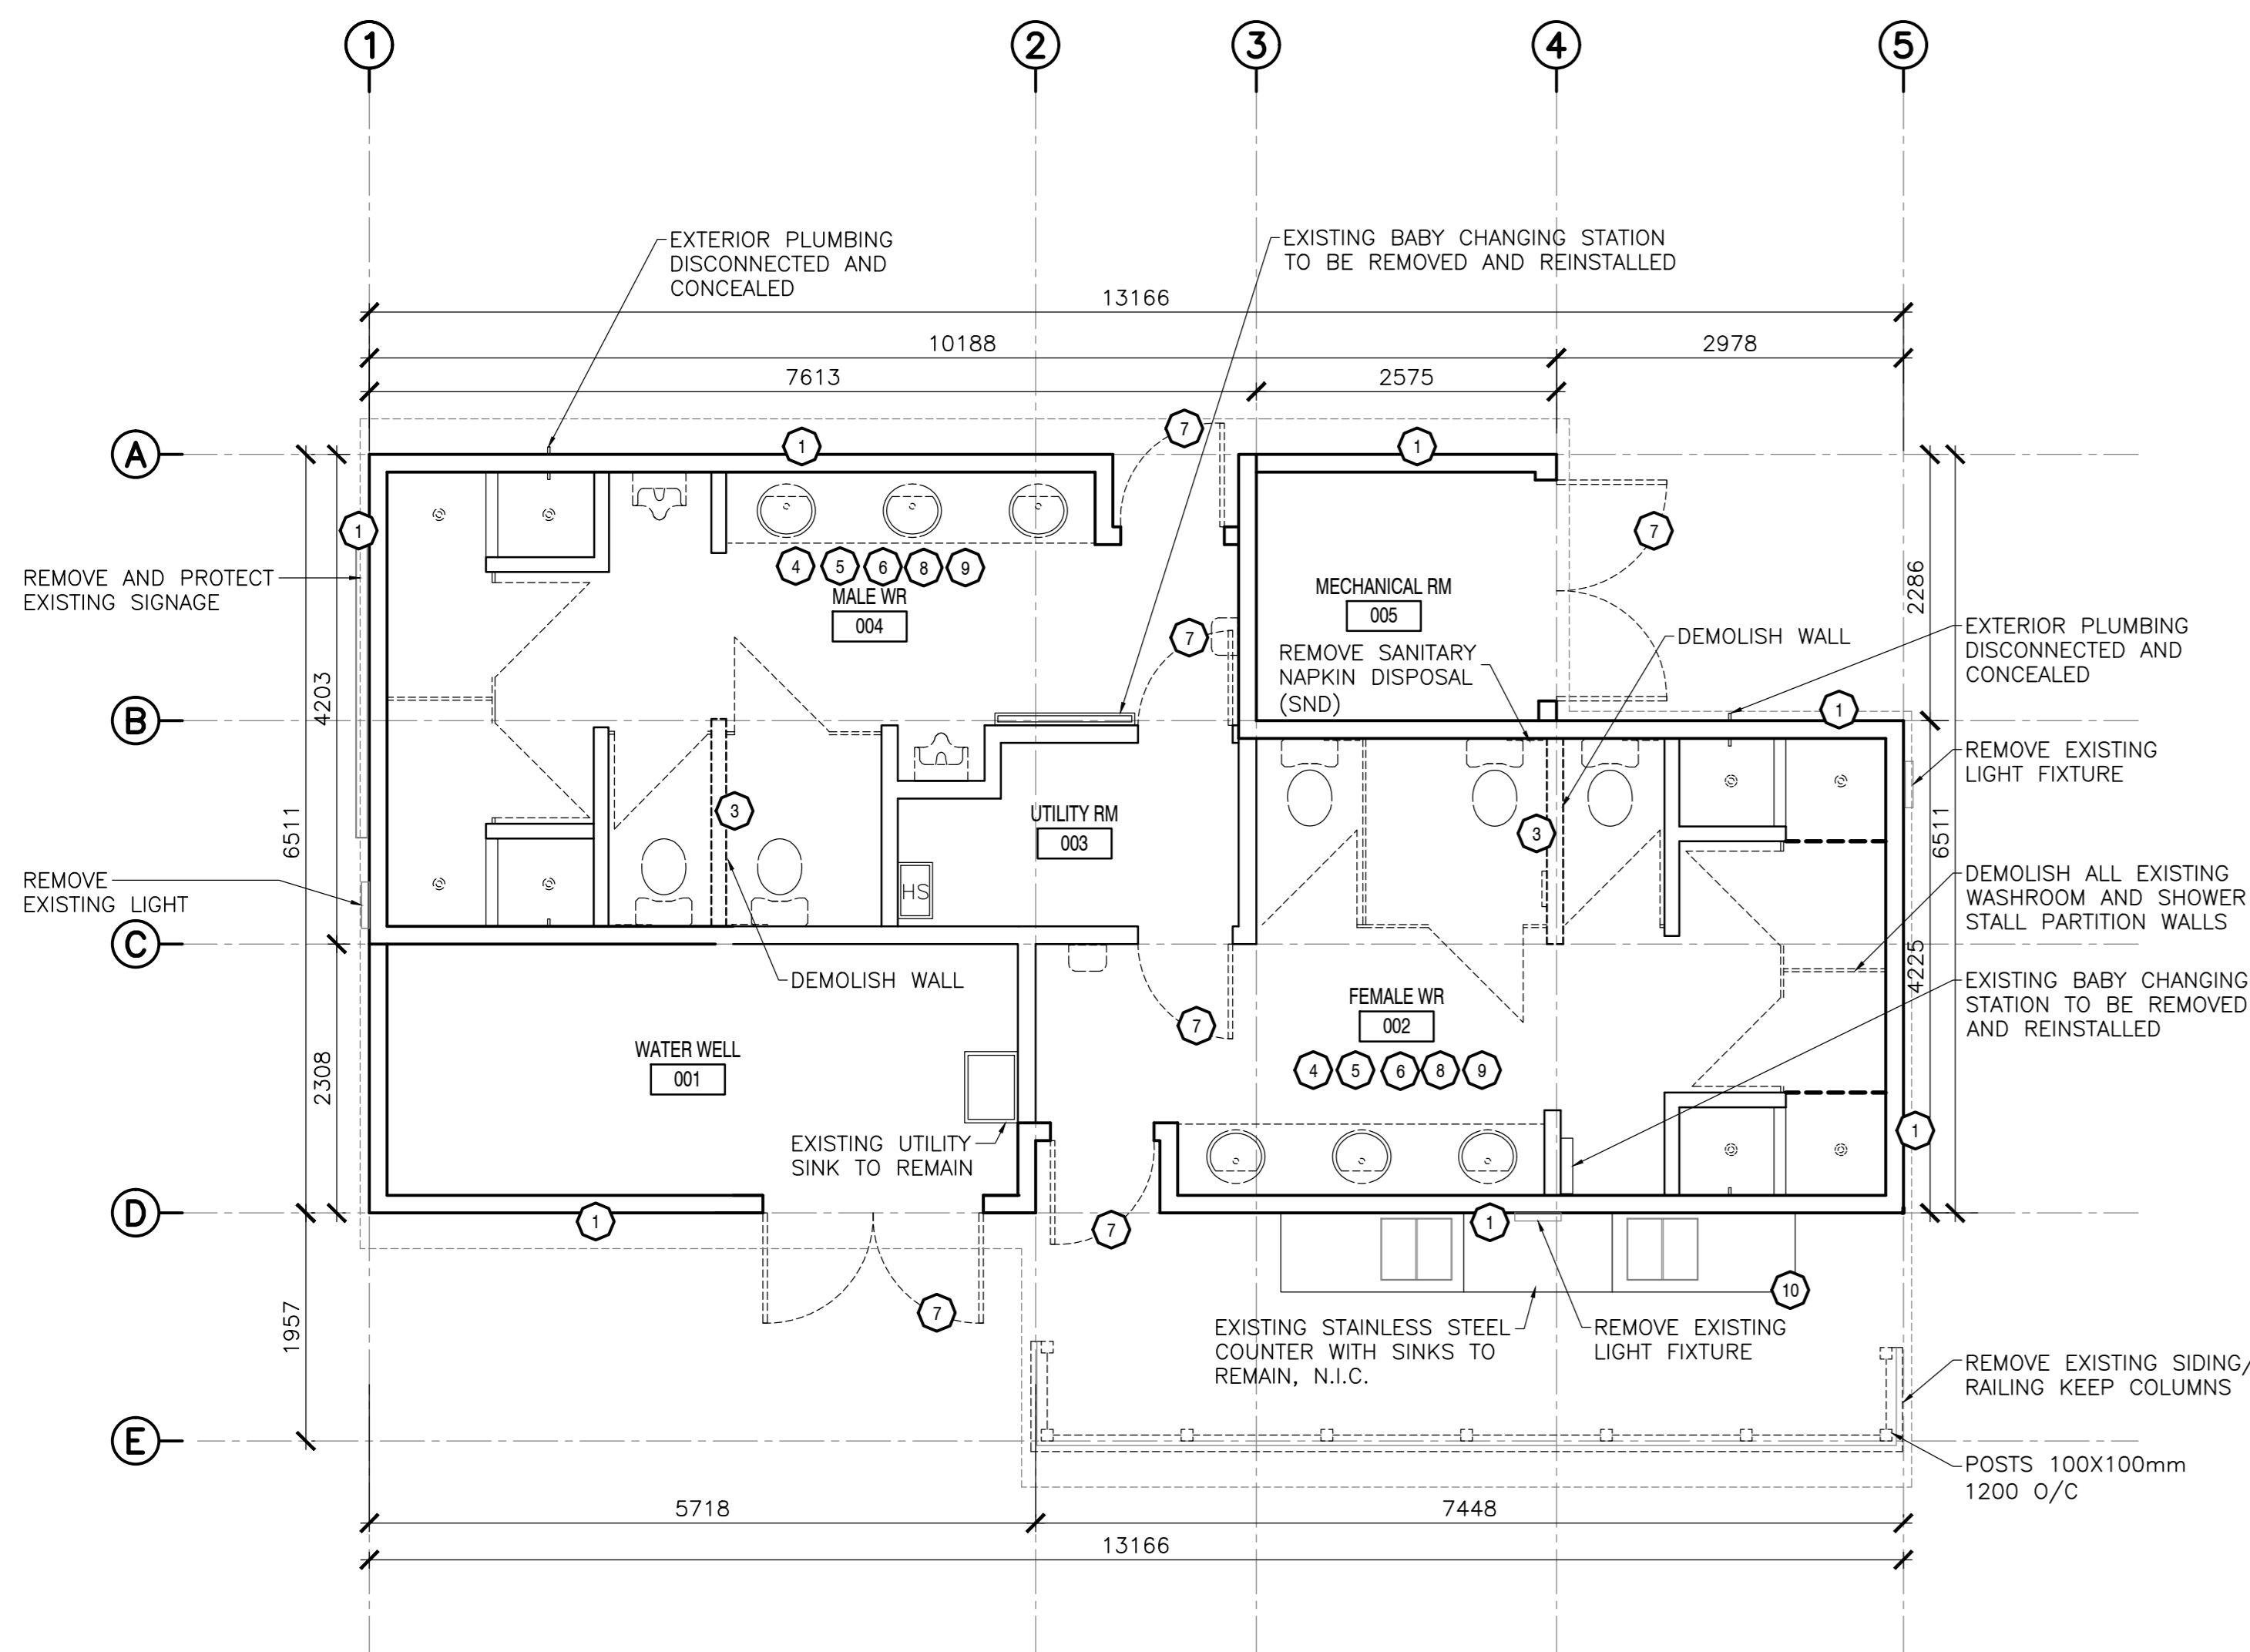 1
2
3
4
5
EXTERIOR PLUMBING
DISCONNECTED AND
CONCEALED
EXISTING BABY CHANGING STATION
TO BE REMOVED AND REINSTALLED
13166
10188
2978
7613
2575
A
1
1
7
1
7
REMOVE AND PROTECT
EXISTING SIGNAGE
4
5
6
8
9
MALE WR
004
MECHANICAL RM
005
2286
7
REMOVE SANITARY
NAPKIN DISPOSAL
(SND)
DEMOLISH WALL
EXTERIOR PLUMBING
DISCONNECTED AND
CONCEALED
4203
B
1
REMOVE EXISTING
LIGHT FIXTURE
6511
3
UTILITY RM
003
3
6511
REMOVE
EXISTING LIGHT
HS
DEMOLISH ALL EXISTING
WASHROOM AND SHOWER
STALL PARTITION WALLS
C
4225
DEMOLISH WALL
EXISTING BABY CHANGING
STATION TO BE REMOVED
AND REINSTALLED
7
FEMALE WR
002
WATER WELL
001
4
5
6
8
9
2308
EXISTING UTILITY
SINK TO REMAIN
1
D
1
7
1
10
7
1957
EXISTING STAINLESS STEEL
COUNTER WITH SINKS TO
REMAIN, N.I.C.
REMOVE EXISTING
LIGHT FIXTURE
REMOVE EXISTING SIDING/
RAILING KEEP COLUMNS
E
POSTS 100X100mm
1200 O/C
5718
7448
13166